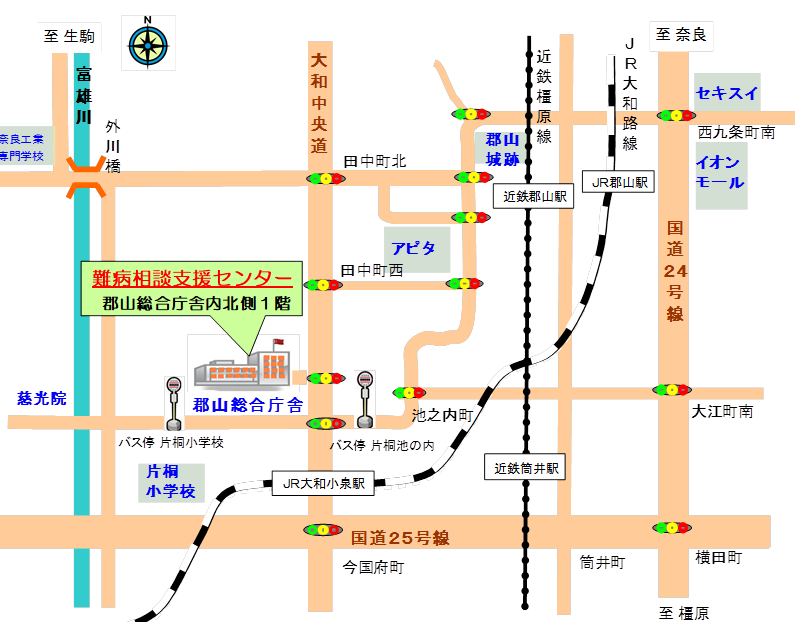 至 生駒
N
至 奈良
富雄川
大和中央道
近鉄橿原線
JR大和路線
セキスイ
外川橋
奈良工業
専門学校
西九条町南
郡山
城跡
田中町北
イオン
モール
JR郡山駅
近鉄郡山駅
国道24号線
アピタ
田中町西
難病相談支援センター
郡山総合庁舎内北側1階
慈光院
郡山総合庁舎
池之内町
大江町南
バス停 片桐小学校
バス停 片桐池の内
片桐
小学校
近鉄筒井駅
JR大和小泉駅
国道25号線
今国府町
筒井町
横田町
至 橿原